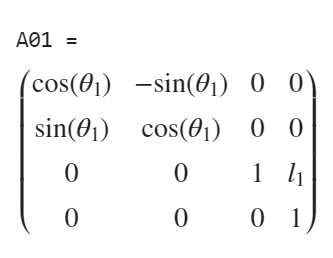 A01 =
cos(θ₁) −sin(θ₁) 0 0
sin(θ₁) cos(θ₁) 0 0
0 0 1 l₁
0 0 0 1